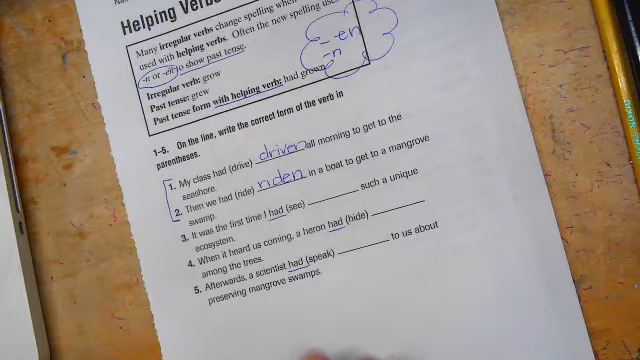 Helping Verbs
Many irregular verbs change spelling when
used with helping verbs. Often the new spelling uses
-n or -en to show past tense.
Irregular verb: grow
Past tense: grew
Past tense form with helping verb: had grown
-en
-n
1–5. On the line, write the correct form of the verb in
parentheses.
1. My class had (drive) driven all morning to get to the
seashore.
2. Then we had (ride) riden in a boat to get to a mangrove
swamp.
3. It was the first time I had (see) ________ such a unique
ecosystem.
4. When it heard us coming, a heron had (hide) ________
among the trees.
5. Afterwards, a scientist had (speak) ________ to us about
preserving mangrove swamps.